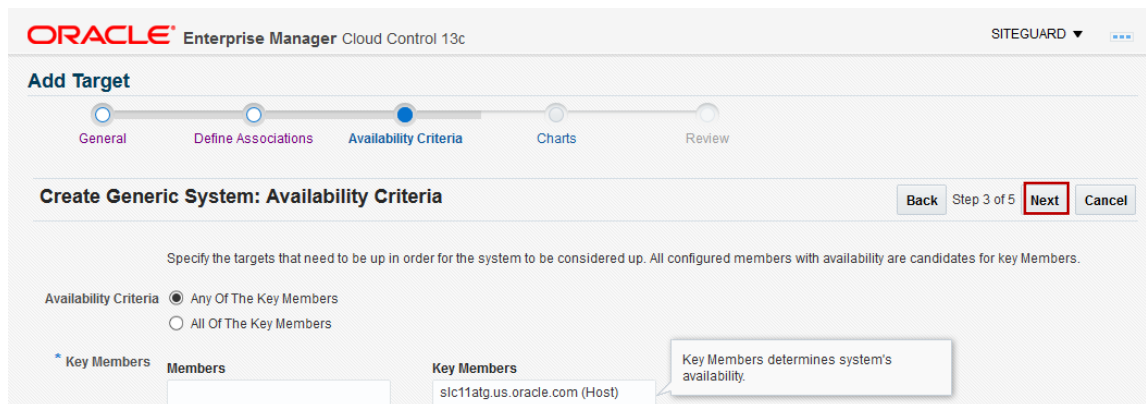 ORACLE Enterprise Manager Cloud Control 13c
SITEGUARD
Add Target
General Define Associations Availability Criteria Charts Review
Create Generic System: Availability Criteria
Back Step 3 of 5 Next Cancel
Specify the targets that need to be up in order for the system to be considered up. All configured members with availability are candidates for key Members.
Availability Criteria Any Of The Key Members
All Of The Key Members
* Key Members
Members
Key Members
slc11atg.us.oracle.com (Host)
Key Members determines system's
availability.